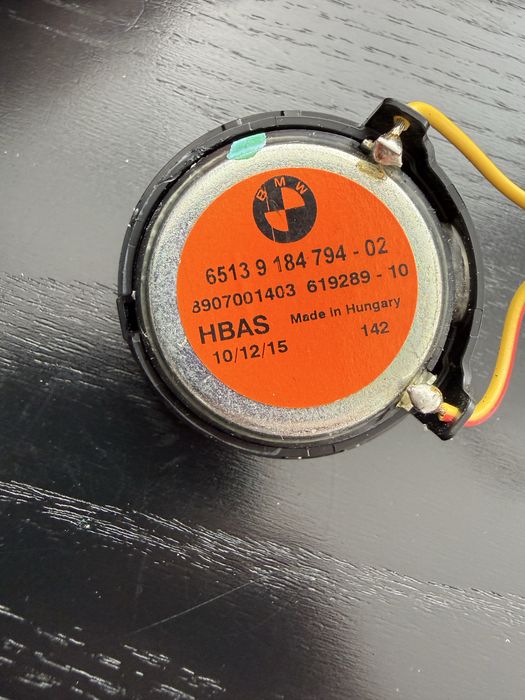 BMW
6513 9 184 794 - 02
8907001403 619289 - 10
HBAS Made in Hungary
10/12/15 142